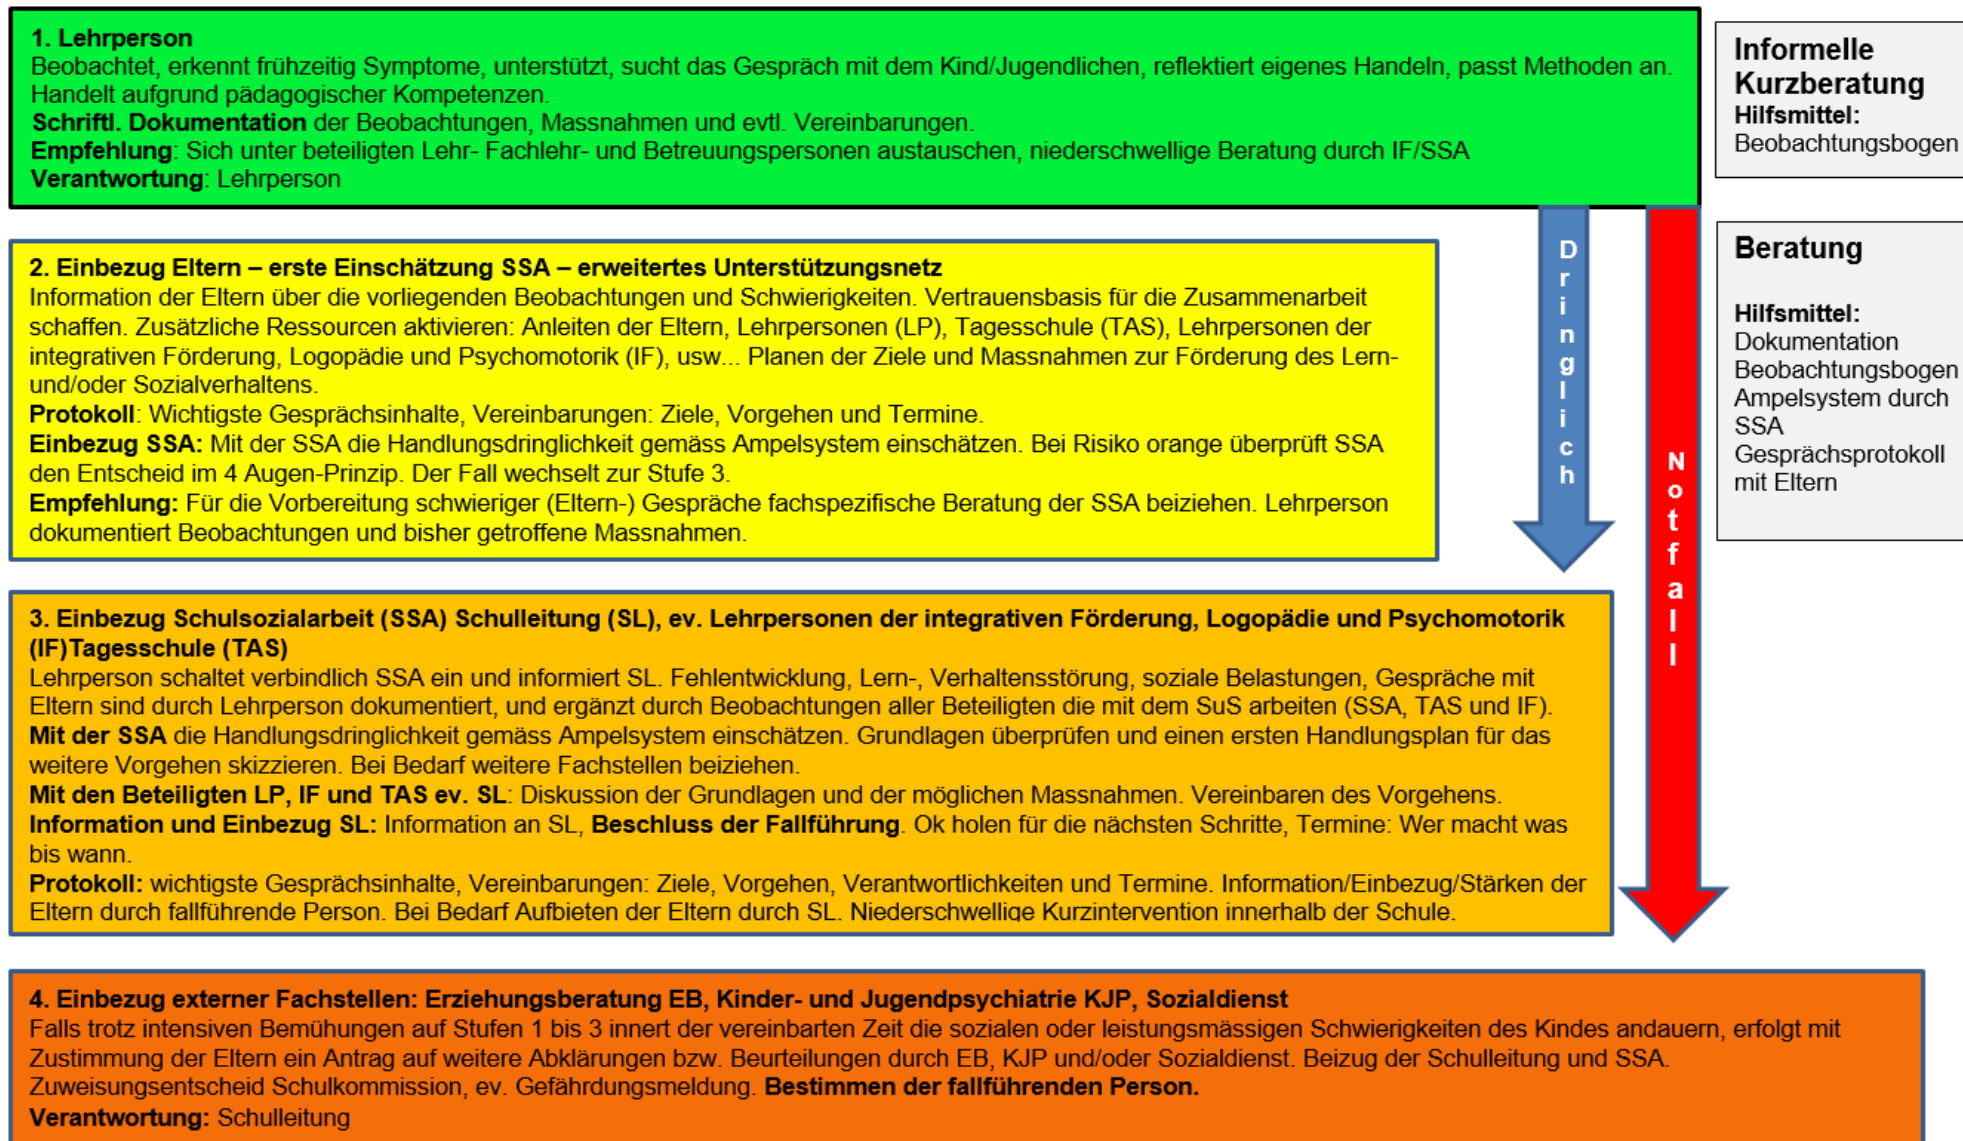 1. Lehrperson
Beobachtet, erkennt frühzeitig Symptome, unterstützt, sucht das Gespräch mit dem Kind/Jugendlichen, reflektiert eigenes Handeln, passt Methoden an.
Handelt aufgrund pädagogischer Kompetenzen.
Schriftl. Dokumentation der Beobachtungen, Massnahmen und evtl. Vereinbarungen.
Empfehlung: Sich unter beteiligten Lehr- Fachlehr- und Betreuungspersonen austauschen, niederschwellige Beratung durch IF/SSA
Verantwortung: Lehrperson
Informelle
Kurzberatung
Hilfsmittel:
Beobachtungsbogen
2. Einbezug Eltern – erste Einschätzung SSA – erweitertes Unterstützungsnetz
Information der Eltern über die vorliegenden Beobachtungen und Schwierigkeiten. Vertrauensbasis für die Zusammenarbeit
schaffen. Zusätzliche Ressourcen aktivieren: Anleiten der Eltern, Lehrpersonen (LP), Tagesschule (TAS), Lehrpersonen der
integrativen Förderung, Logopädie und Psychomotorik (IF), usw... Planen der Ziele und Massnahmen zur Förderung des Lern-
und/oder Sozialverhaltens.
Protokoll: Wichtigste Gesprächsinhalte, Vereinbarungen: Ziele, Vorgehen und Termine.
Einbezug SSA: Mit der SSA die Handlungsdringlichkeit gemäss Ampelsystem einschätzen. Bei Risiko orange überprüft SSA
den Entscheid im 4 Augen-Prinzip. Der Fall wechselt zur Stufe 3.
Empfehlung: Für die Vorbereitung schwieriger (Eltern-) Gespräche fachspezifische Beratung der SSA beiziehen. Lehrperson
dokumentiert Beobachtungen und bisher getroffene Massnahmen.
Dringlich
Notfall
Beratung
Hilfsmittel:
Dokumentation
Beobachtungsbogen
Ampelsystem durch
SSA
Gesprächsprotokoll
mit Eltern
3. Einbezug Schulsozialarbeit (SSA) Schulleitung (SL), ev. Lehrpersonen der integrativen Förderung, Logopädie und Psychomotorik
(IF)Tagesschule (TAS)
Lehrperson schaltet verbindlich SSA ein und informiert SL. Fehlentwicklung, Lern-, Verhaltensstörung, soziale Belastungen, Gespräche mit
Eltern sind durch Lehrperson dokumentiert, und ergänzt durch Beobachtungen aller Beteiligten die mit dem SuS arbeiten (SSA, TAS und IF).
Mit der SSA die Handlungsdringlichkeit gemäss Ampelsystem einschätzen. Grundlagen überprüfen und einen ersten Handlungsplan für das
weitere Vorgehen skizzieren. Bei Bedarf weitere Fachstellen beiziehen.
Mit den Beteiligten LP, IF und TAS ev. SL: Diskussion der Grundlagen und der möglichen Massnahmen. Vereinbaren des Vorgehens.
Information und Einbezug SL: Information an SL, Beschluss der Fallführung. Ok holen für die nächsten Schritte, Termine: Wer macht was
bis wann.
Protokoll: wichtigste Gesprächsinhalte, Vereinbarungen: Ziele, Vorgehen, Verantwortlichkeiten und Termine. Information/Einbezug/Stärken der
Eltern durch fallführende Person. Bei Bedarf Aufbieten der Eltern durch SL. Niederschwellige Kurzintervention innerhalb der Schule.
4. Einbezug externer Fachstellen: Erziehungsberatung EB, Kinder- und Jugendpsychiatrie KJP, Sozialdienst
Falls trotz intensiven Bemühungen auf Stufen 1 bis 3 innert der vereinbarten Zeit die sozialen oder leistungsmässigen Schwierigkeiten des Kindes andauern, erfolgt mit
Zustimmung der Eltern ein Antrag auf weitere Abklärungen bzw. Beurteilungen durch EB, KJP und/oder Sozialdienst. Beizug der Schulleitung und SSA.
Zuweisungsentscheid Schulkommission, ev. Gefährdungsmeldung. Bestimmen der fallführenden Person.
Verantwortung: Schulleitung